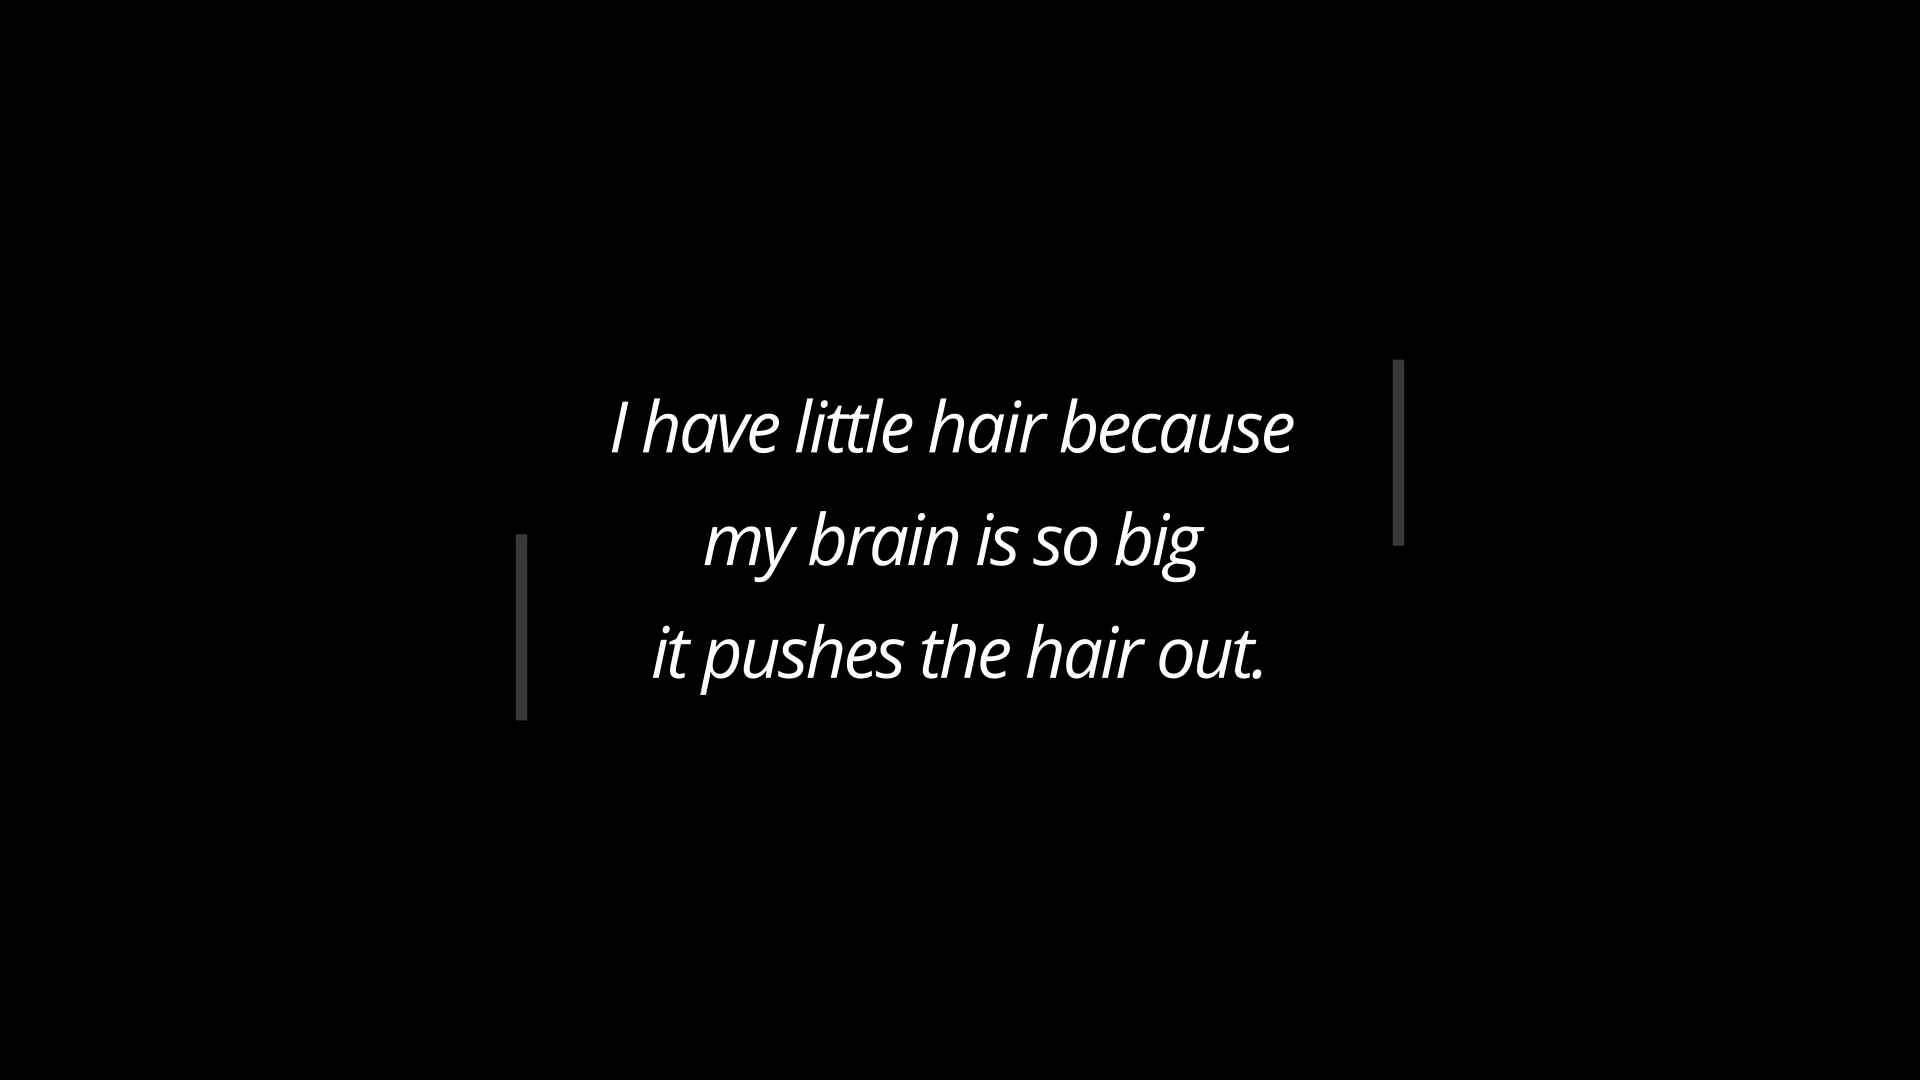 I have little hair because
my brain is so big
it pushes the hair out.